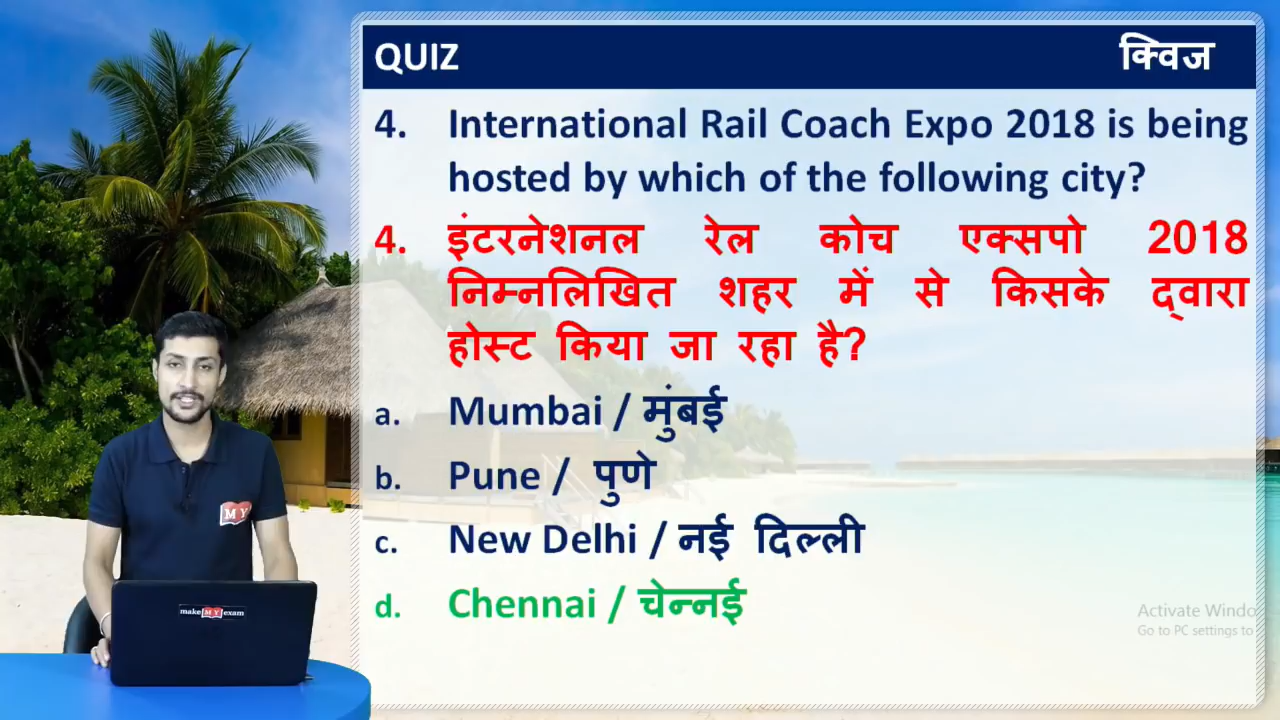 QUIZ क्विज
4. International Rail Coach Expo 2018 is being
hosted by which of the following city?
4. इंटरनेशनल रेल कोच एक्सपो 2018
निम्नलिखित शहर में से किसके द्वारा
होस्ट किया जा रहा है?
a. Mumbai / मुंबई
b. Pune / पुणे
c. New Delhi / नई दिल्ली
d. Chennai / चेन्नई
MY
make MY exam
Activate Windo
Go to PC settings to